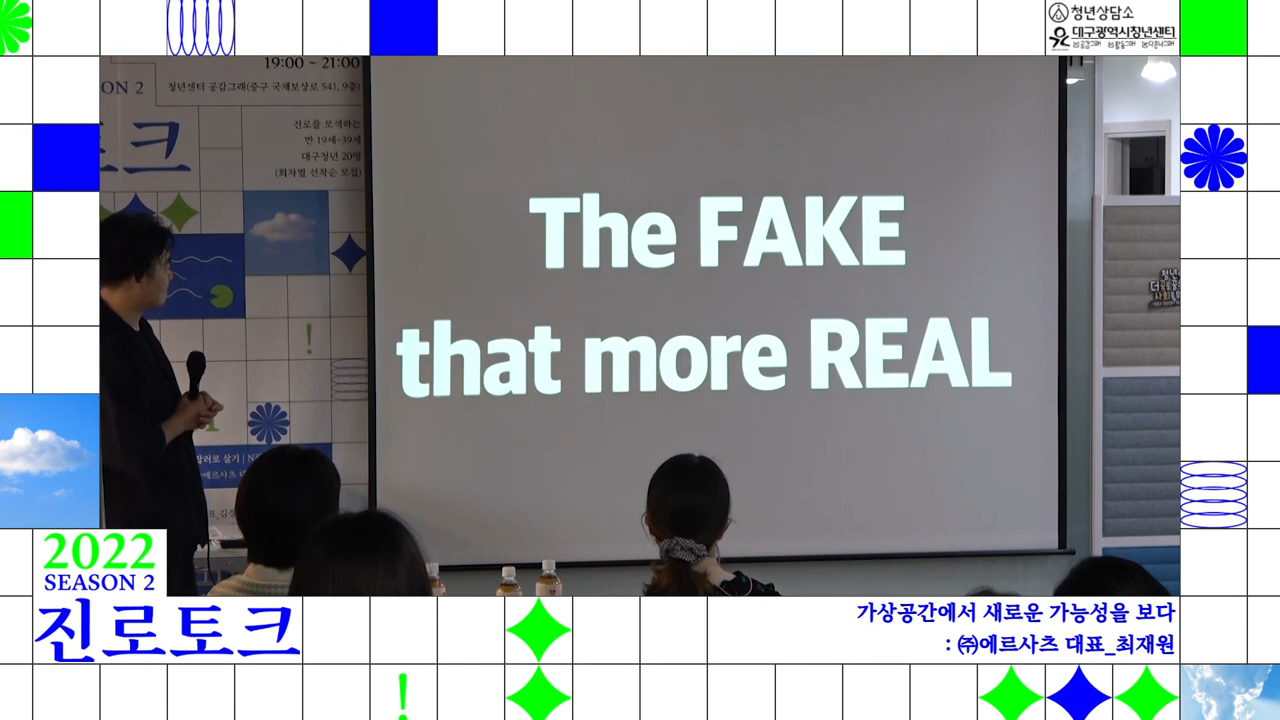 청년상담소
대구광역시청년센터
19:00 ~ 21:00
ON 2
청년센터 공감그래(중구 국채보상로 541, 9층)
토크
진로를 모색하는
만 19세~39세
대구청년 20명
(회차별 선착순 모집)
The FAKE
that more REAL
2022
SEASON 2
진로토크
가상공간에서 새로운 가능성을 보다
: ㈜에르사츠 대표_최재원